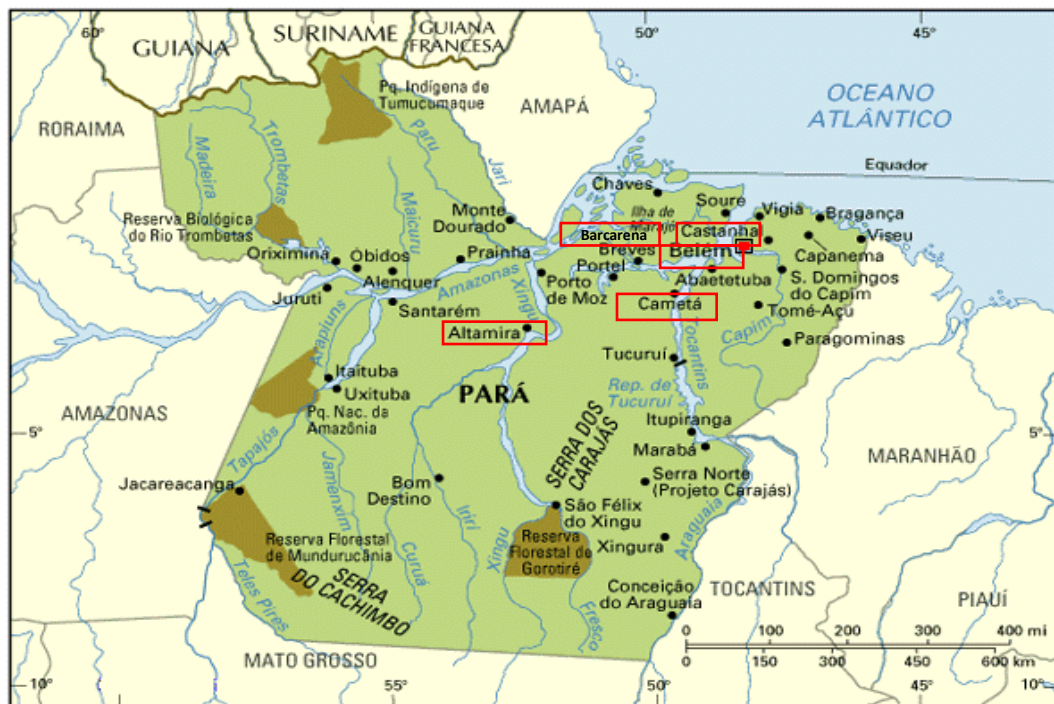 60°
50°
45°
GUIANA
SURINAME
GUIANA
FRANCESA
Pq. Indígena de
Tumucumaque
AMAPÁ
OCEANO
ATLÂNTICO
RORAIMA
Madeira
Trombetas
Paru
Jari
Maicuru
Equador
Chaves
Souré
Vigia
Bragança
Ilha de
Marajó
Castanha
Viseu
Barcarena
Belém
Capanema
Monte
Dourado
Reserva Biológica
do Rio Trombetas
Oriximina
Óbidos
Prainha
Breves
Portel
Abaetetuba
S. Domingos
do Capim
Alenquer
Amazonas
Xingu
Porto
de Moz
Juruti
Santarém
Cametá
Tomé-Açu
Arapiuns
Altamira
Tocantins
Capim
Paragominas
Tucuruí
Itaituba
Uxituba
PARÁ
Rep. de
Tucuruí
AMAZONAS
Pq. Nac. da
Amazônia
SERRA DOS
CARAJÁS
Itupiranga
5°
5°
Marabá
MARANHÃO
Tapajós
Jamenxim
Jacareacanga
Bom
Destino
Serra Norte
(Projeto Carajás)
Iriri
São Félix
do Xingu
Araguaia
Reserva Florestal
de Mundurucânia
Curuá
Xingu
Reserva
Florestal de
Gorotiré
Xingura
SERRA
DO CACHIMBO
Teles Pires
Fresco
Conceição
do Araguaia
TOCANTINS
PIAUÍ
MATO GROSSO
0 100 200 300 400 mi
0 150 300 450 600 km
10°
55°
50°
45°
10°